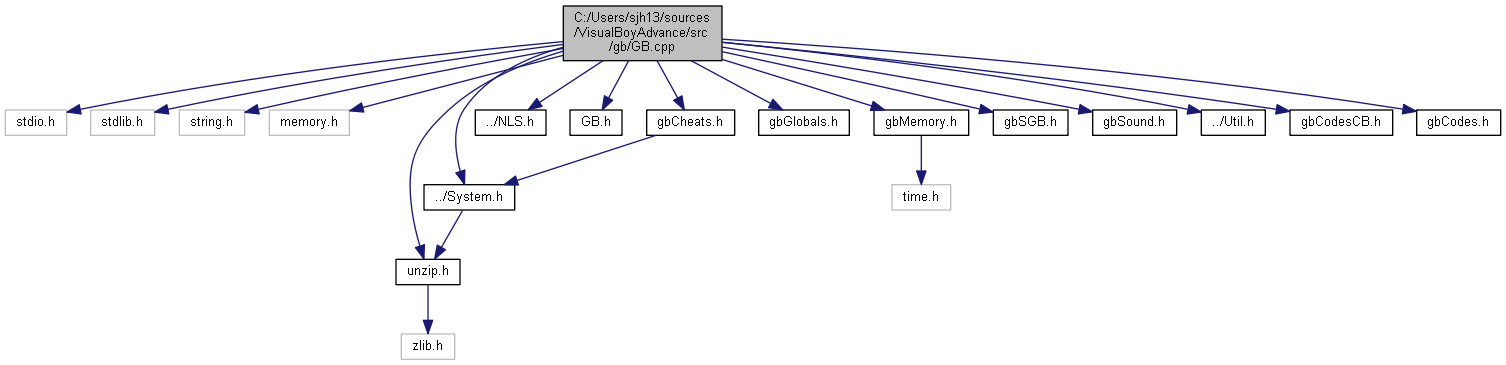 C:/Users/sjh13/sources
/VisualBoyAdvance/src
/gb/GB.cpp
stdio.h
stdlib.h
string.h
memory.h
../NLS.h
GB.h
gbCheats.h
gbGlobals.h
gbMemory.h
gbSGB.h
gbSound.h
../Util.h
gbCodesCB.h
gbCodes.h
../System.h
time.h
unzip.h
zlib.h